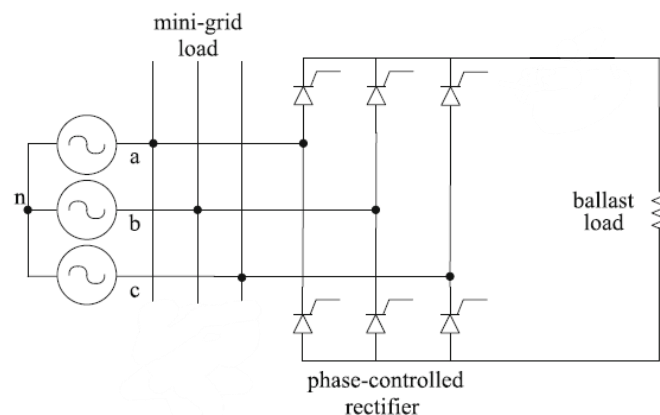 mini-grid
load
a
n
b
c
ballast
load
phase-controlled
rectifier